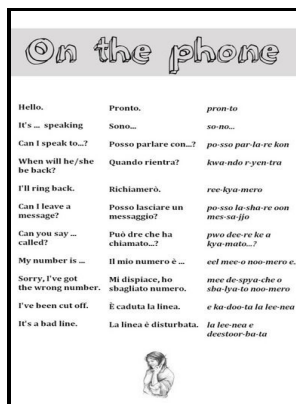 On the phone
Hello. Pronto. pron-to
It's ... speaking Sono... so-no...
Can I speak to...? Posso parlare con...? po-sso par-la-re kon
When will he/she Quando rientra? kwa-ndo r-yen-tra
be back?
I'll ring back. Richiamerò. ree-kya-mero
Can I leave a Posso lasciare un po-sso la-sha-re oon
message? messaggio? mes-sa-jjo
Can you say ... Può dre che ha pwo dee-re ke a
called? chiamato...? kya-mato...?
My number is ... Il mio numero è ... eel mee-o noo-mero e.
Sorry, I've got Mi dispiace, ho mee de-spya-che o
the wrong number. sbagliato numero. sba-lya-to noo-mero
I've been cut off. È caduta la linea. e ka-doo-ta la lee-nea
It's a bad line. La linea è disturbata. la lee-nea e
deestoor-ba-ta